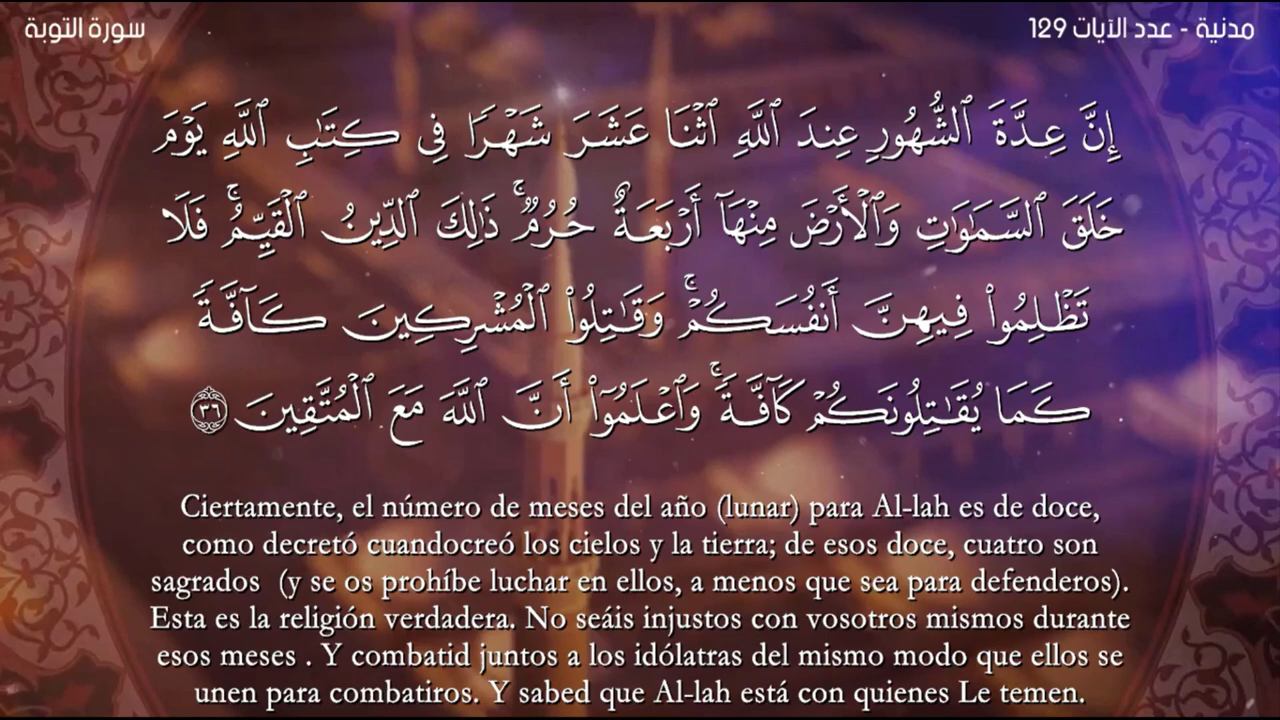 مدنية - عدد الآيات 129
سورة التوبة
إِنَّ عِدَّةَ ٱلشُّهُورِ عِندَ ٱللَّهِ ٱثۡنَا عَشَرَ شَهۡرٗا فِي كِتَٰبِ ٱللَّهِ يَوۡمَ
خَلَقَ ٱلسَّمَٰوَٰتِ وَٱلۡأَرۡضَ مِنۡهَآ أَرۡبَعَةٌ حُرُمٞۚ ذَٰلِكَ ٱلدِّينُ ٱلۡقَيِّمُۚ فَلَا
تَظۡلِمُواْ فِيهِنَّ أَنفُسَكُمۡۚ وَقَٰتِلُواْ ٱلۡمُشۡرِكِينَ كَآفَّةٗ
كَمَا يُقَٰتِلُونَكُمۡ كَآفَّةٗۚ وَٱعۡلَمُوٓاْ أَنَّ ٱللَّهَ مَعَ ٱلۡمُتَّقِينَ ٣٦
Ciertamente, el número de meses del año (lunar) para Al-lah es de doce,
como decretó cuandocreó los cielos y la tierra; de esos doce, cuatro son
sagrados  (y se os prohíbe luchar en ellos, a menos que sea para defenderos).
Esta es la religión verdadera. No seáis injustos con vosotros mismos durante
esos meses . Y combatid juntos a los idólatras del mismo modo que ellos se
unen para combatiros. Y sabed que Al-lah está con quienes Le temen.